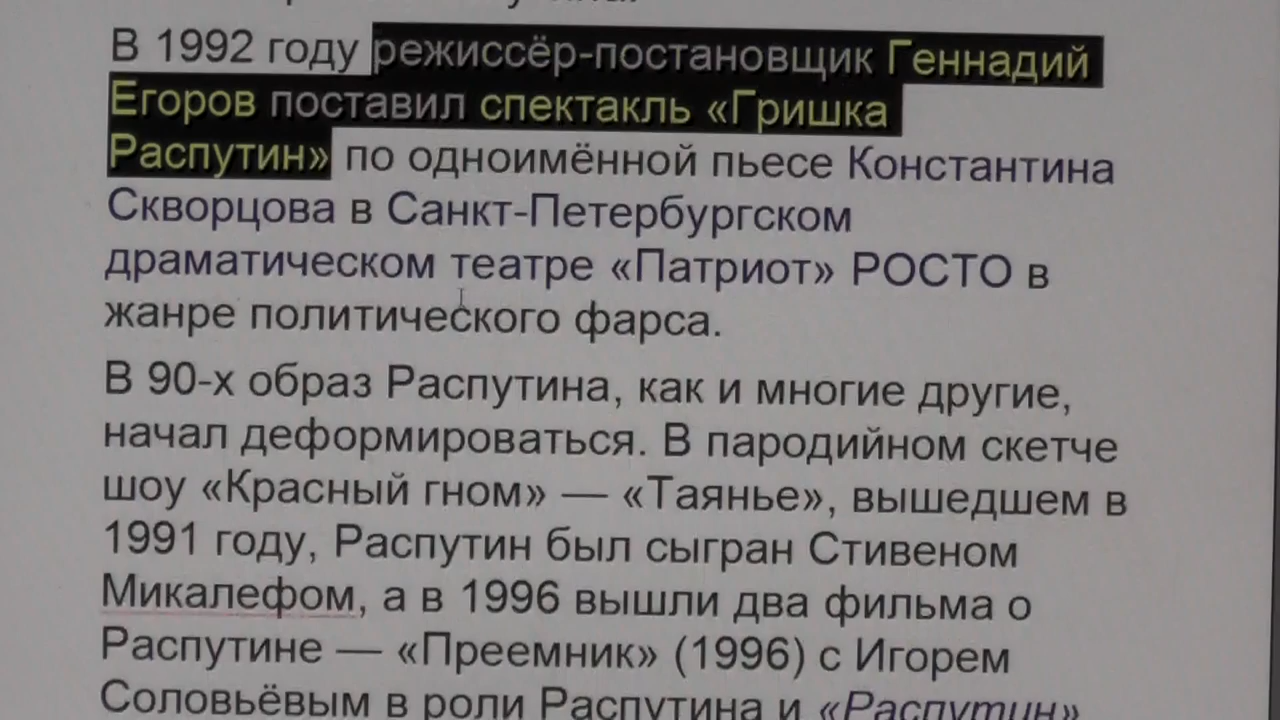 В 1992 году режиссёр-постановщик Геннадий
Егоров поставил спектакль «Гришка
Распутин» по одноимённой пьесе Константина
Скворцова в Санкт-Петербургском
драматическом театре «Патриот» РОСТО в
жанре политического фарса.
В 90-х образ Распутина, как и многие другие,
начал деформироваться. В пародийном скетче
шоу «Красный гном» — «Таянье», вышедшем в
1991 году, Распутин был сыгран Стивеном
Микалефом, а в 1996 вышли два фильма о
Распутине — «Преемник» (1996) с Игорем
Соловьёвым в роли Распутина и «Распутин»